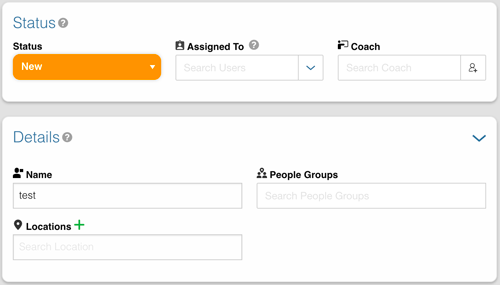 Status ?
Status
Assigned To ?
Coach
New
Search Users
Search Coach
Details ?
Name
People Groups
test
Search People Groups
Locations +
Search Location